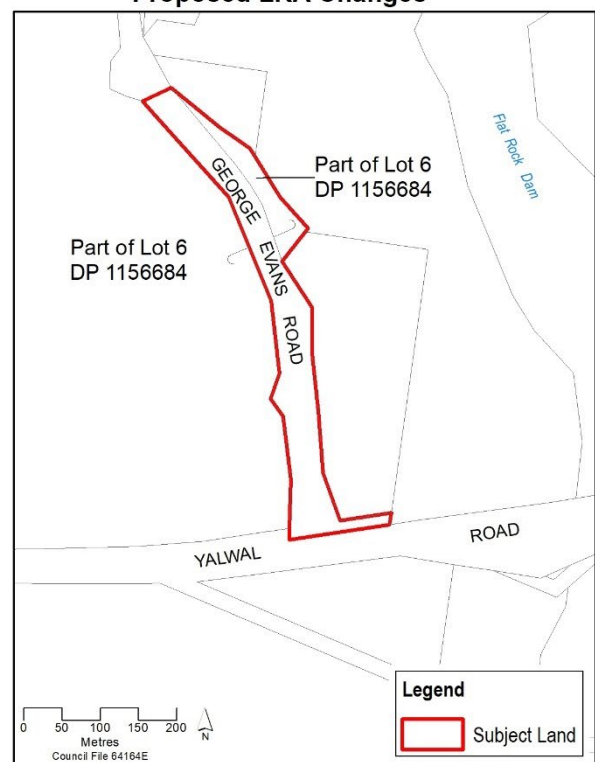 Proposed LRA Changes
Flat Rock Dam
Part of Lot 6
DP 1156684
GEORGE EVANS ROAD
Part of Lot 6
DP 1156684
YALWAL ROAD
Legend
Subject Land
0 50 100 150 200
Metres
N
Council File 64164E